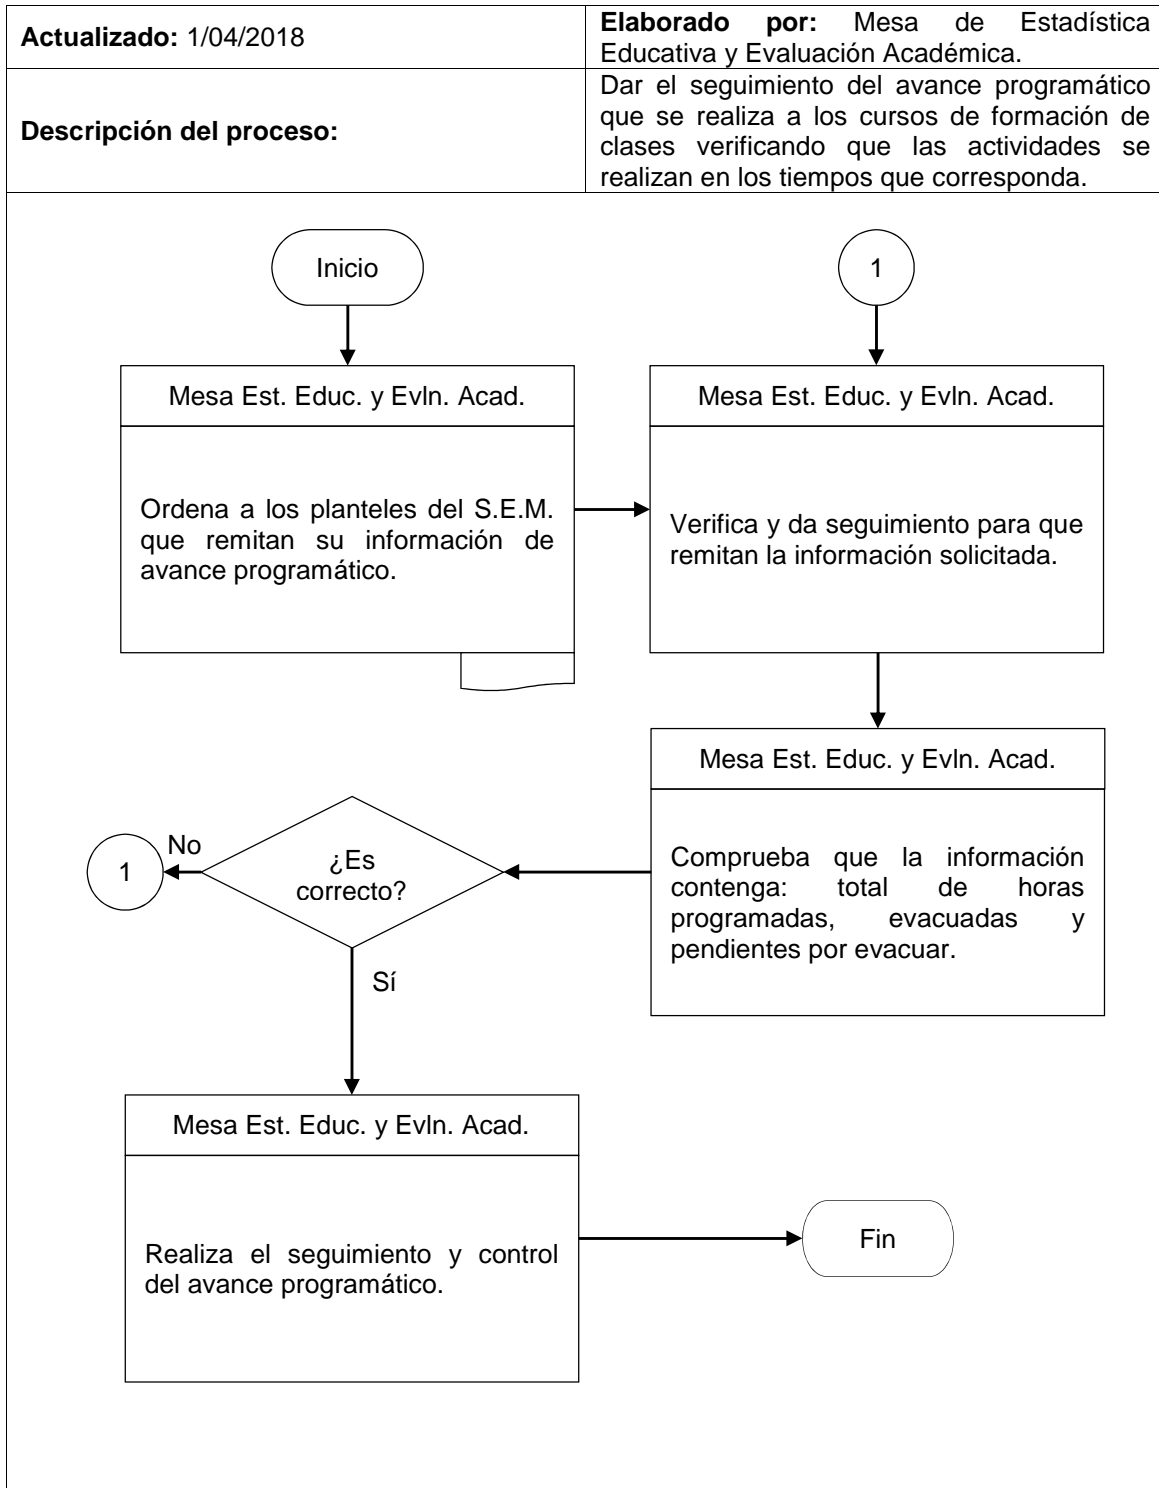 Actualizado: 1/04/2018
Elaborado por: Mesa de Estadística
Educativa y Evaluación Académica.
Descripción del proceso:
Dar el seguimiento del avance programático
que se realiza a los cursos de formación de
clases verificando que las actividades se
realizan en los tiempos que corresponda.
Inicio
1
Mesa Est. Educ. y Evln. Acad.
Ordena a los planteles del S.E.M.
que remitan su información de
avance programático.
Mesa Est. Educ. y Evln. Acad.
Verifica y da seguimiento para que
remitan la información solicitada.
Mesa Est. Educ. y Evln. Acad.
Comprueba que la información
contenga: total de horas
programadas, evacuadas y
pendientes por evacuar.
¿Es
correcto?
No
1
Sí
Mesa Est. Educ. y Evln. Acad.
Realiza el seguimiento y control
del avance programático.
Fin